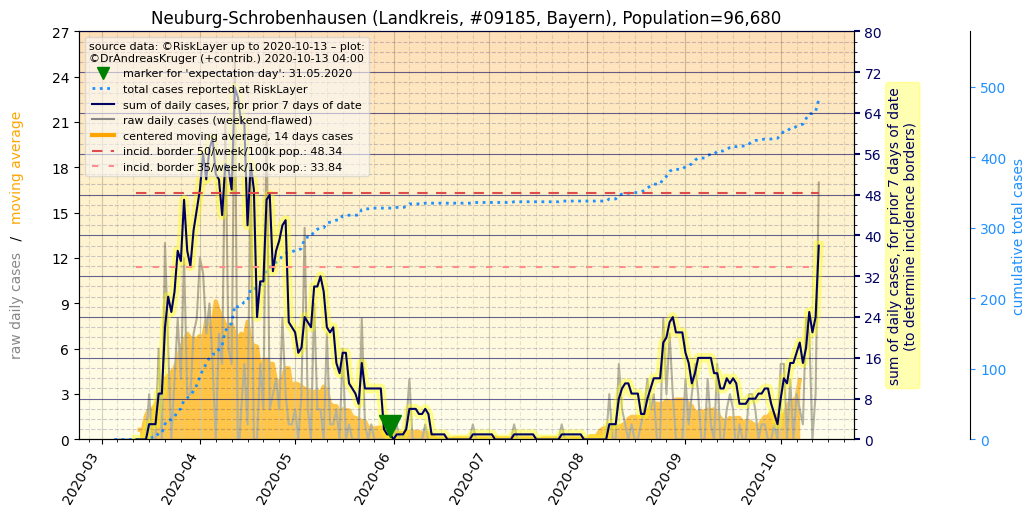 Neuburg-Schrobenhausen (Landkreis, #09185, Bayern), Population=96,680
source data: ©RiskLayer up to 2020-10-13 – plot:
©DrAndreasKruger (+contrib.) 2020-10-13 04:00
marker for 'expectation day': 31.05.2020
total cases reported at RiskLayer
sum of daily cases, for prior 7 days of date
raw daily cases (weekend-flawed)
centered moving average, 14 days cases
incid. border 50/week/100k pop.: 48.34
incid. border 35/week/100k pop.: 33.84
raw daily cases / moving average
27
24
21
18
15
12
9
6
3
0
80
72
64
56
48
40
32
24
16
8
0
sum of daily cases, for prior 7 days of date
(to determine incidence borders)
500
400
300
200
100
0
cumulative total cases
2020-03
2020-04
2020-05
2020-06
2020-07
2020-08
2020-09
2020-10